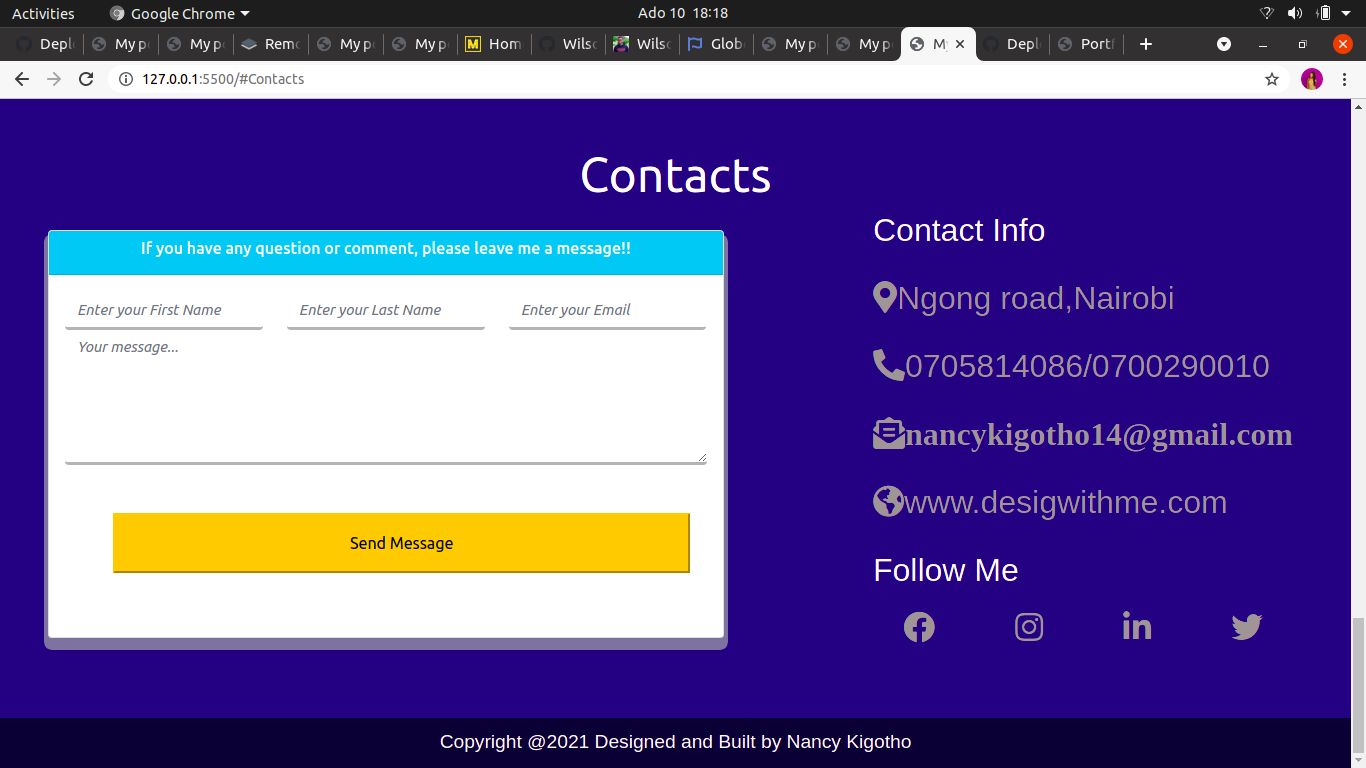 Activities
Google Chrome
Ado 10 18:18
Depl
My p
My p
Remo
My p
My p
Hom
Wilso
Wilso
Glob
My p
My p
My
Depl
Portf
127.0.0.1:5500/#Contacts
Contacts
If you have any question or comment, please leave me a message!!
Enter your First Name
Enter your Last Name
Enter your Email
Your message...
Send Message
Contact Info
Ngong road,Nairobi
0705814086/0700290010
nancykigotho14@gmail.com
www.desigwithme.com
Follow Me
Copyright @2021 Designed and Built by Nancy Kigotho